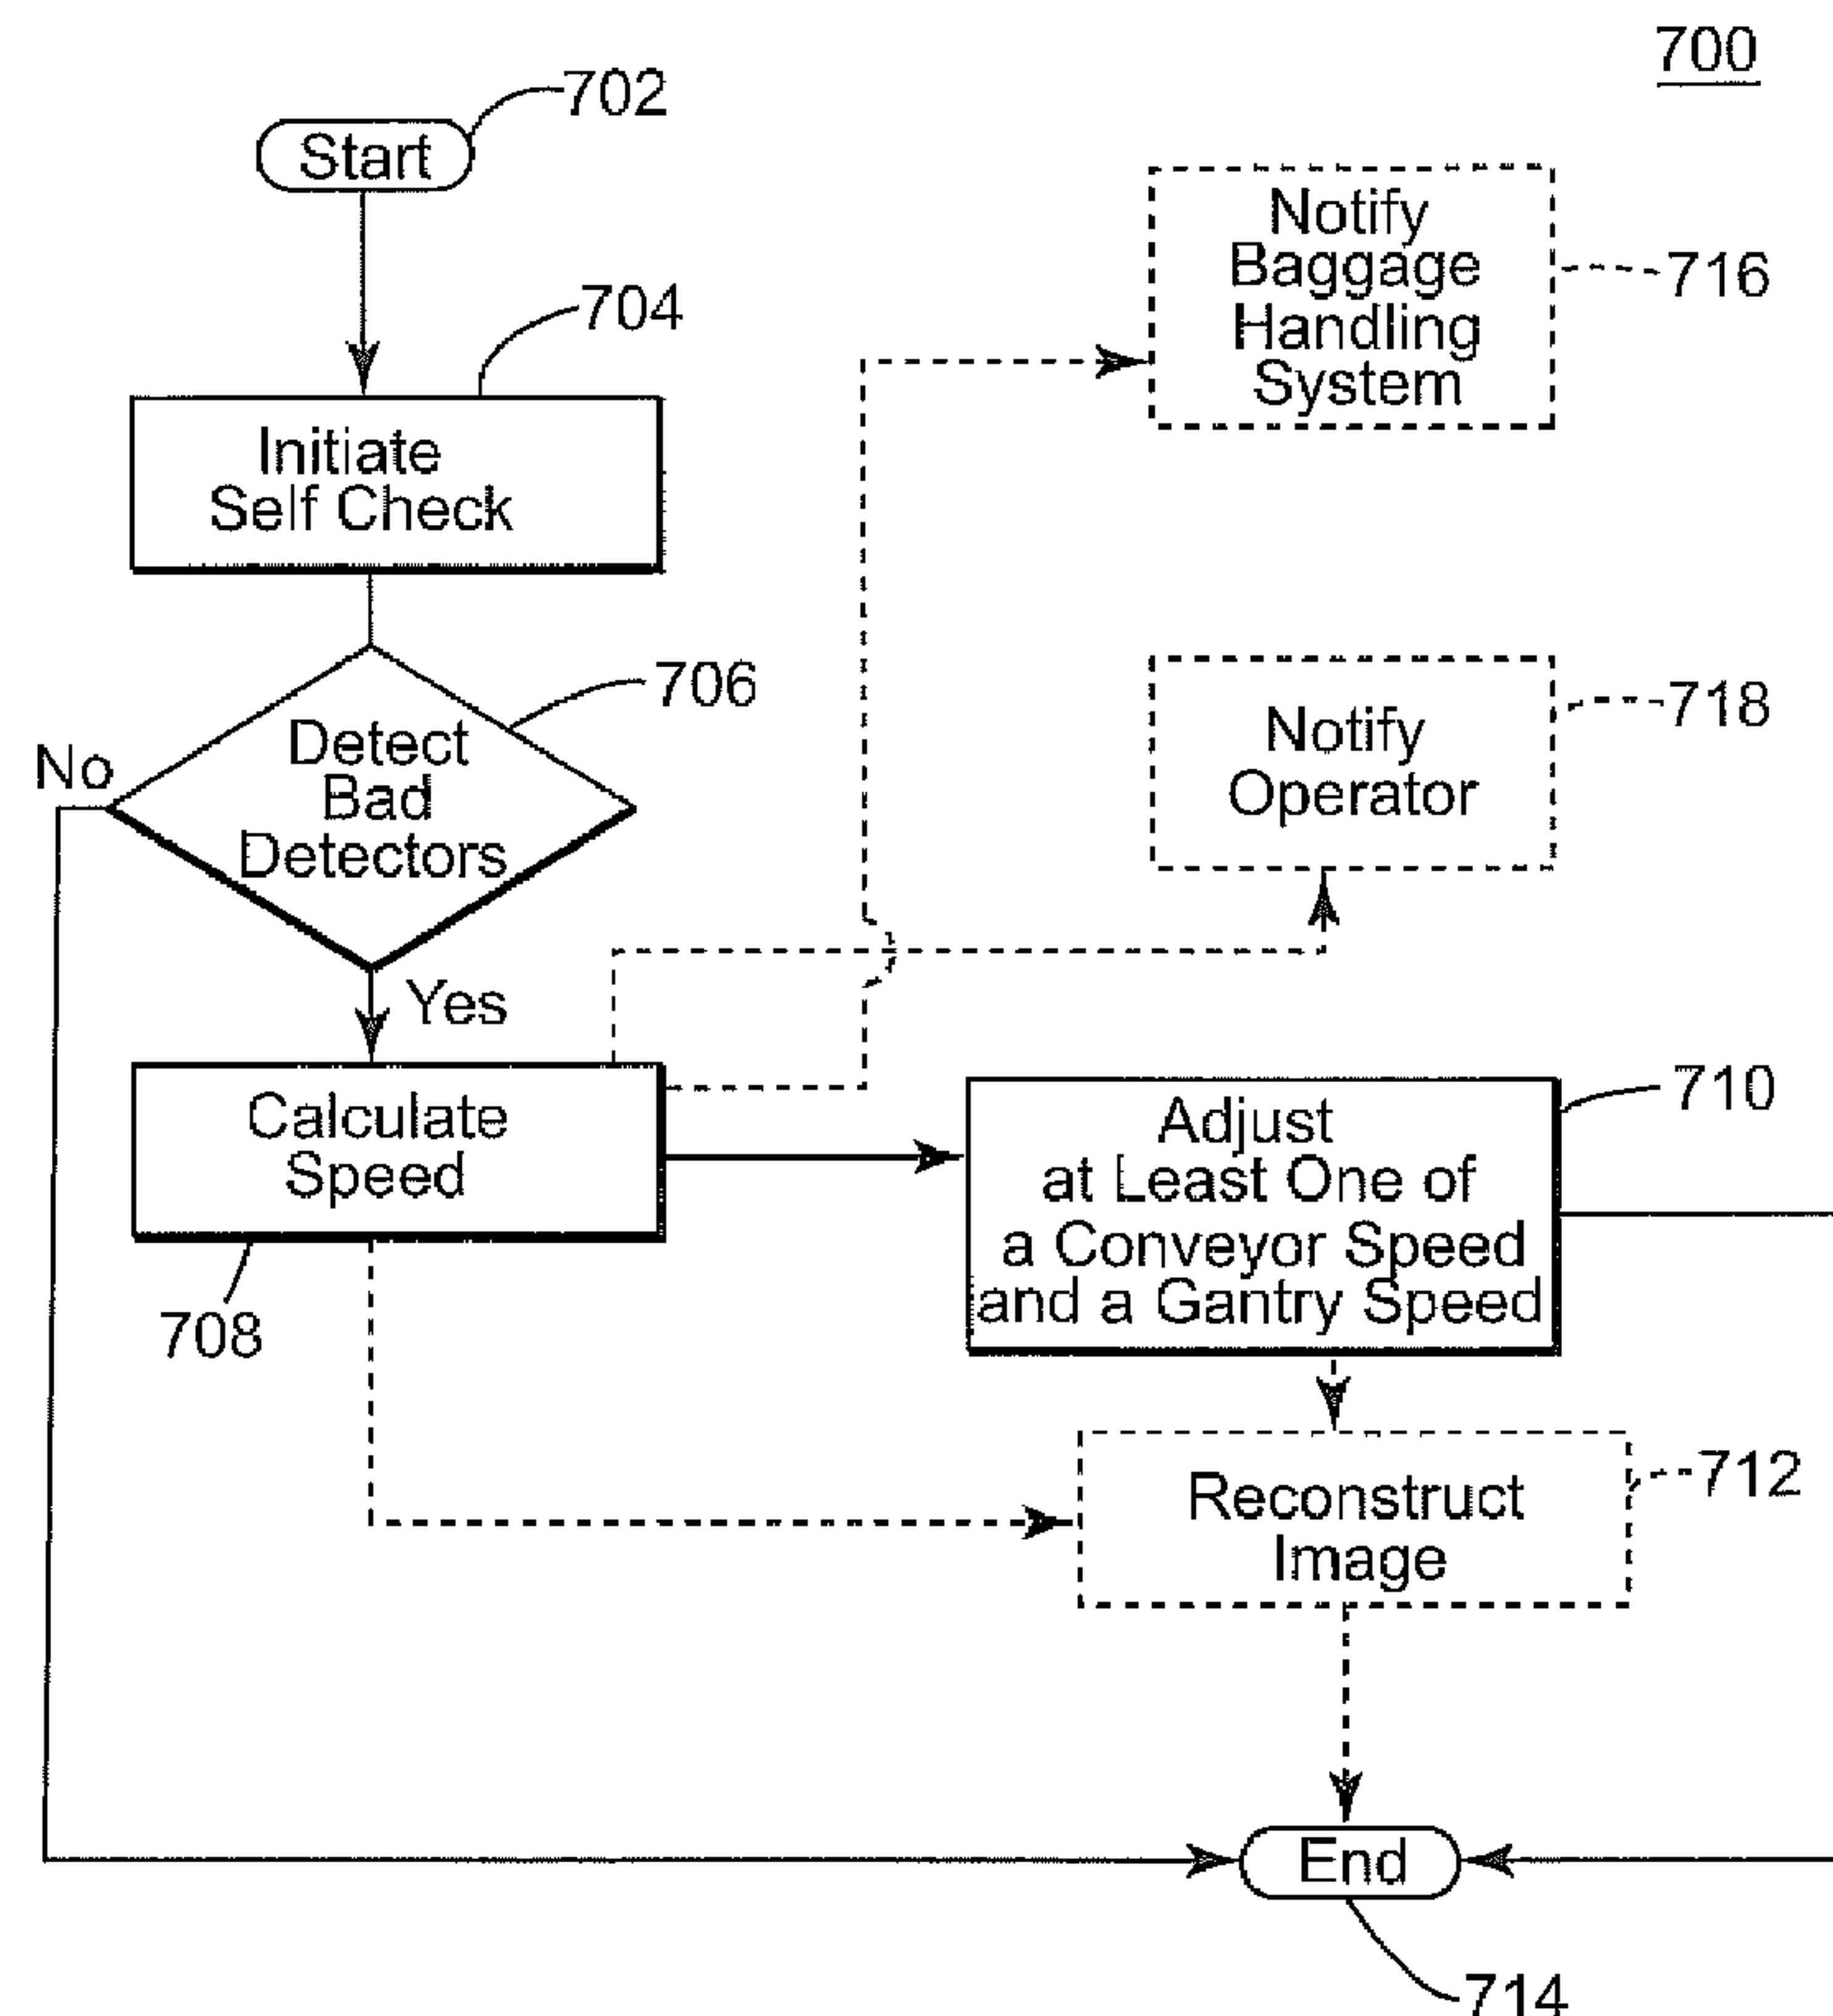 700
702
Start
704
Initiate
Self Check
706
No
Detect
Bad
Detectors
Yes
Calculate
Speed
708
Notify
Baggage
Handling
System
716
Notify
Operator
718
710
Adjust
at Least One of
a Conveyor Speed
and a Gantry Speed
Reconstruct
Image
712
End
714